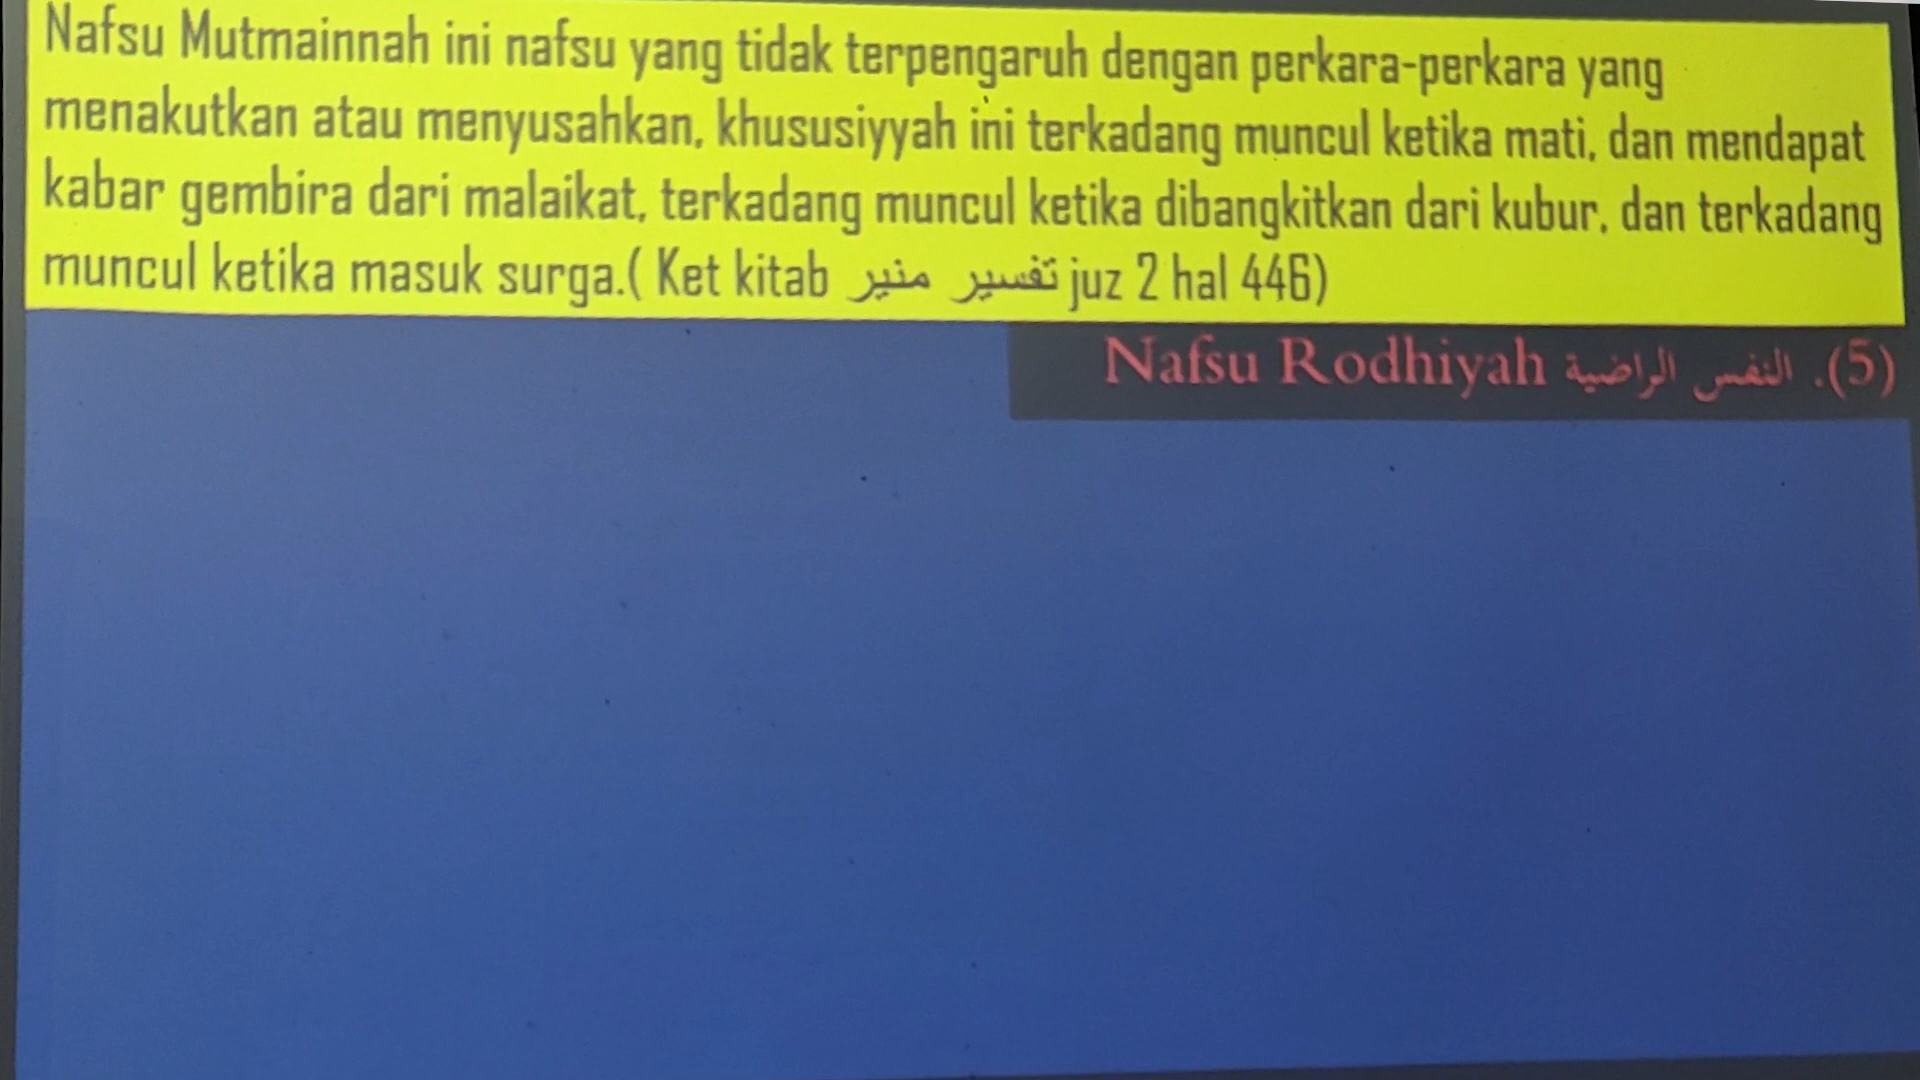 Nafsu Mutmainnah ini nafsu yang tidak terpengaruh dengan perkara-perkara yang
menakutkan atau menyusahkan, khususiyyah ini terkadang muncul ketika mati, dan mendapat
kabar gembira dari malaikat, terkadang muncul ketika dibangkitkan dari kubur, dan terkadang
muncul ketika masuk surga.( Ket kitab تفسير منير juz 2 hal 446)
(5). النفس الراضية Nafsu Rodhiyah